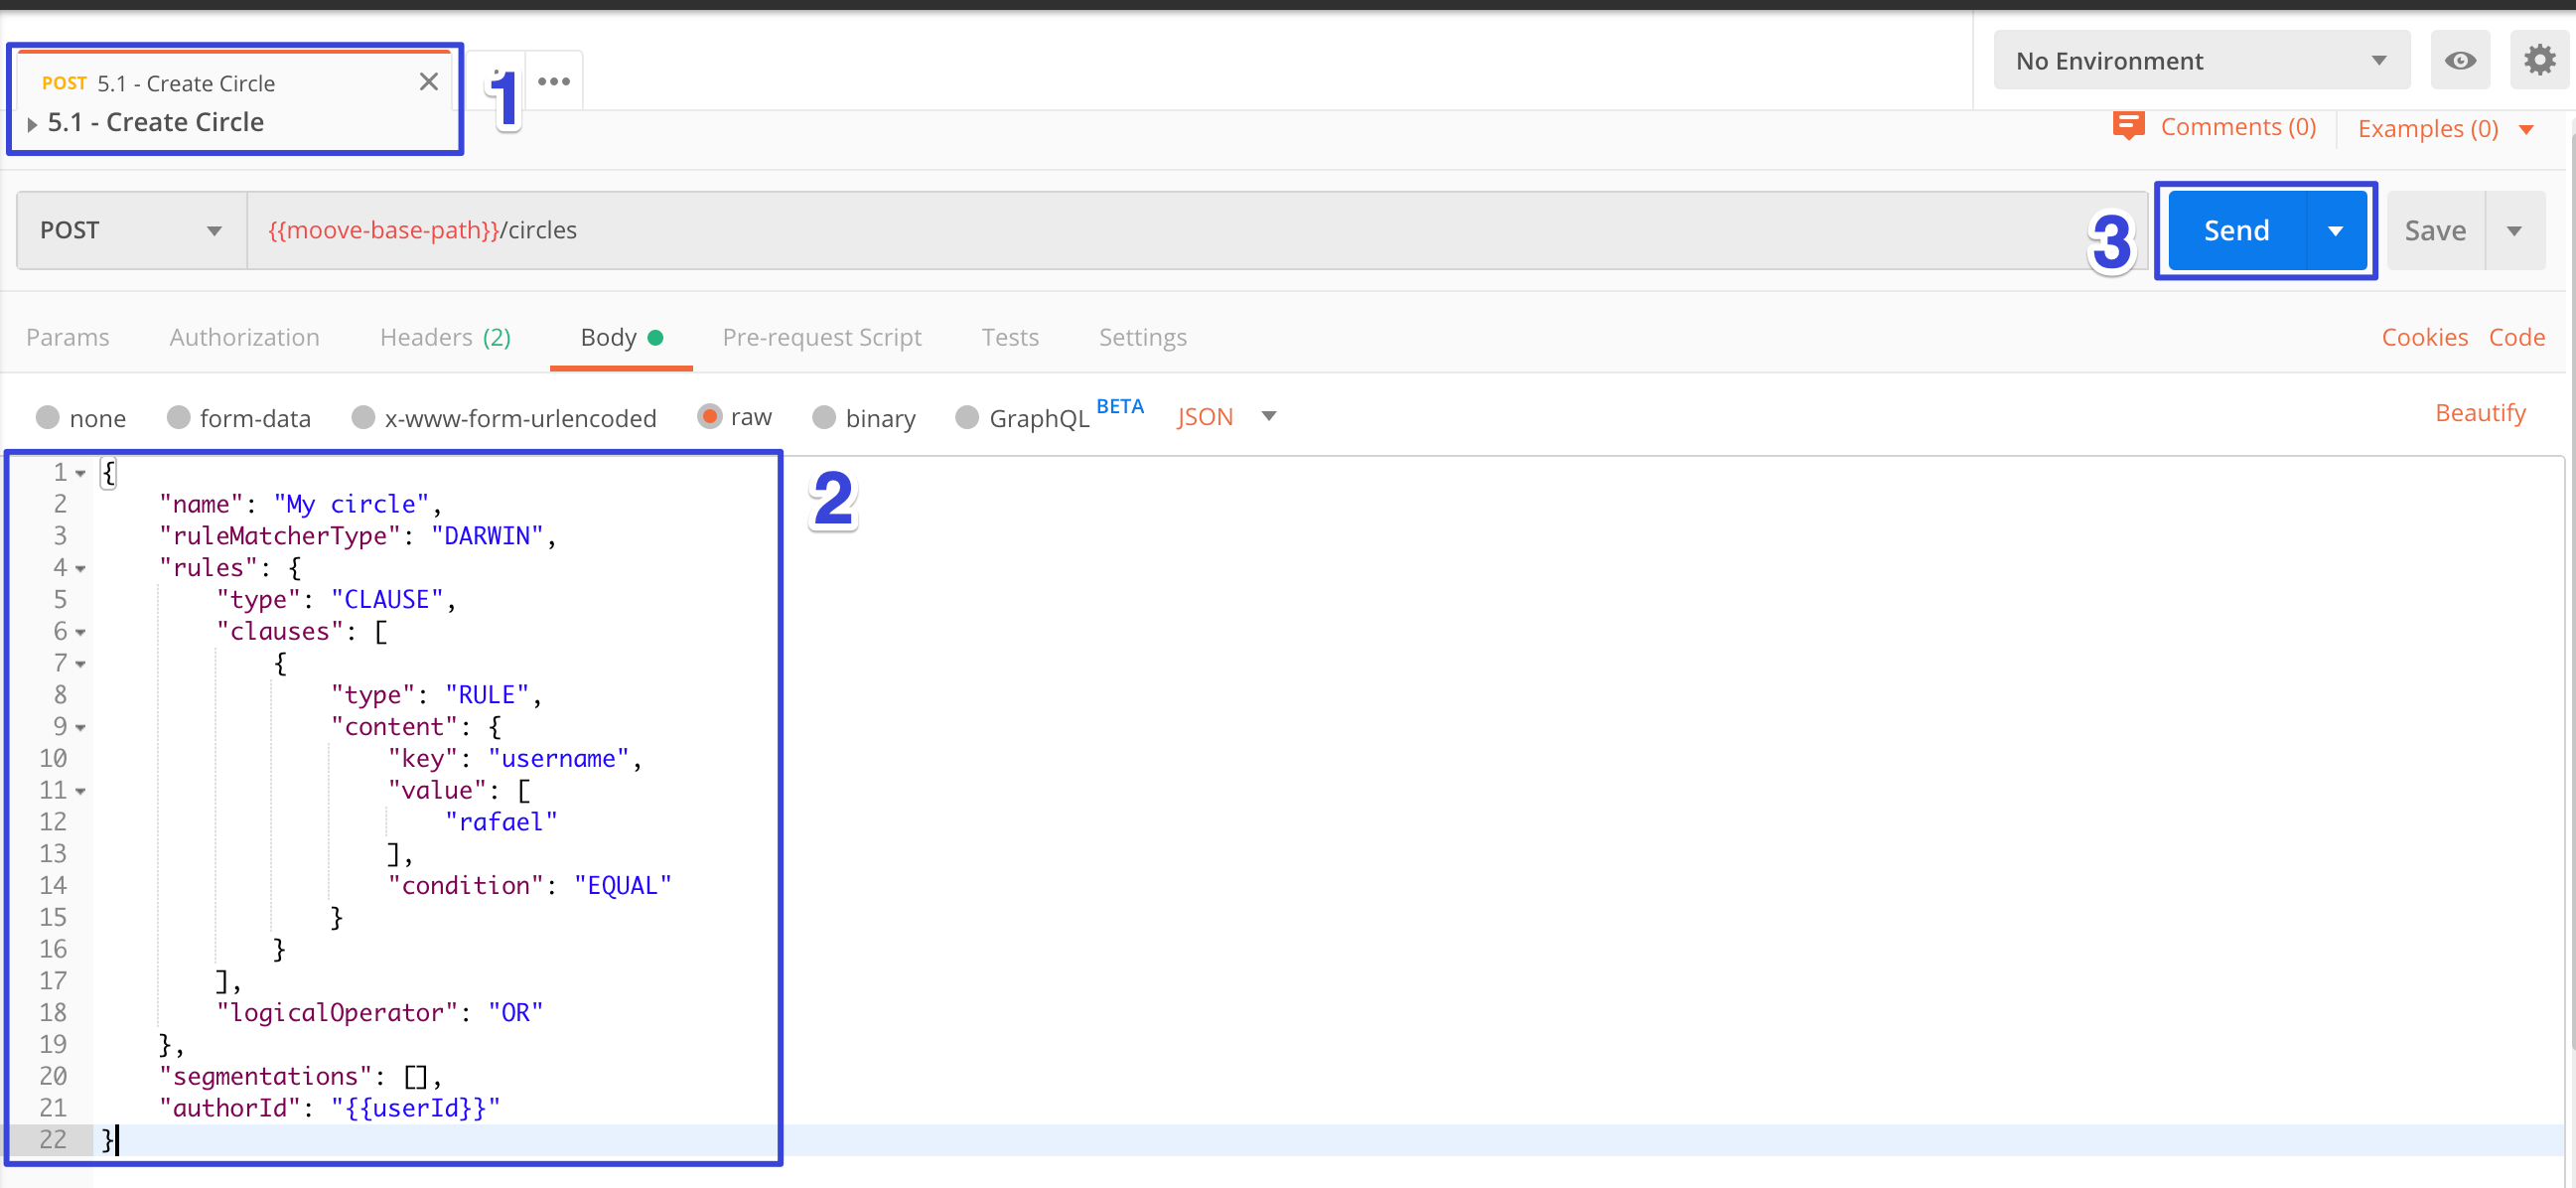 POST 5.1 - Create Circle
1
No Environment
5.1 - Create Circle
Comments (0)
Examples (0)
POST
{{moove-base-path}}/circles
3
Send
Save
Params
Authorization
Headers (2)
Body
Pre-request Script
Tests
Settings
Cookies
Code
none
form-data
x-www-form-urlencoded
raw
binary
GraphQL BETA
JSON
Beautify
2
1 {
2     "name": "My circle",
3     "ruleMatcherType": "DARWIN",
4     "rules": {
5         "type": "CLAUSE",
6         "clauses": [
7             {
8                 "type": "RULE",
9                 "content": {
10                     "key": "username",
11                     "value": [
12                         "rafael"
13                     ],
14                     "condition": "EQUAL"
15                 }
16             }
17         ],
18         "logicalOperator": "OR"
19     },
20     "segmentations": [],
21     "authorId": "{{userId}}"
22 }